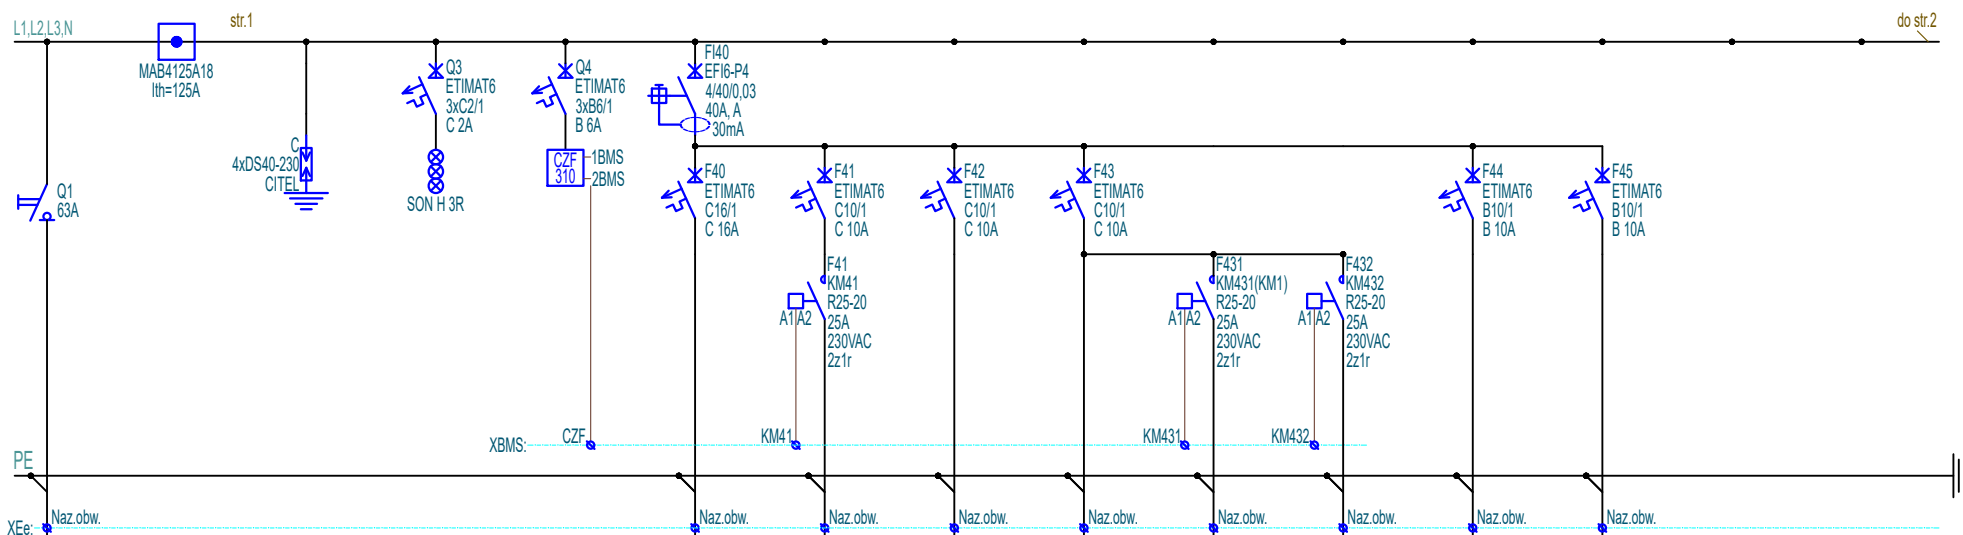 L1,L2,L3,N
str.1
do str.2
MAB4125A18
Ith=125A
Q1
63A
C
4xDS40-230
CITEL
Q3
ETIMAT6
3xC2/1
C 2A
SON H 3R
Q4
ETIMAT6
3xB6/1
B 6A
CZF
310
1BMS
2BMS
FI40
EFI6-P4
4/40/0,03
40A, A
30mA
F40
ETIMAT6
C16/1
C 16A
F41
ETIMAT6
C10/1
C 10A
F42
ETIMAT6
C10/1
C 10A
F43
ETIMAT6
C10/1
C 10A
F44
ETIMAT6
B10/1
B 10A
F45
ETIMAT6
B10/1
B 10A
F41
KM41
R25-20
25A
230VAC
2z1r
A1 A2
F431
KM431(KM1)
R25-20
25A
230VAC
2z1r
A1 A2
F432
KM432
R25-20
25A
230VAC
2z1r
A1 A2
XBMS:
CZF
KM41
KM431
KM432
PE
XEe:
Naz.obw.
Naz.obw.
Naz.obw.
Naz.obw.
Naz.obw.
Naz.obw.
Naz.obw.
Naz.obw.
Naz.obw.